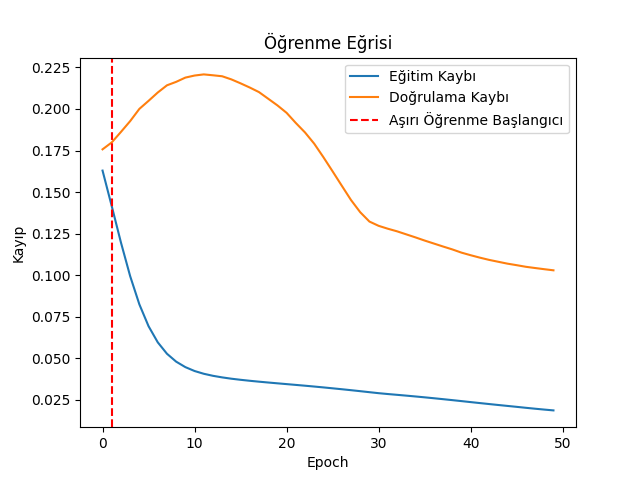 Öğrenme Eğrisi
Eğitim Kaybı
Doğrulama Kaybı
Aşırı Öğrenme Başlangıcı
Kayıp
0.225
0.200
0.175
0.150
0.125
0.100
0.075
0.050
0.025
0 10 20 30 40 50
Epoch